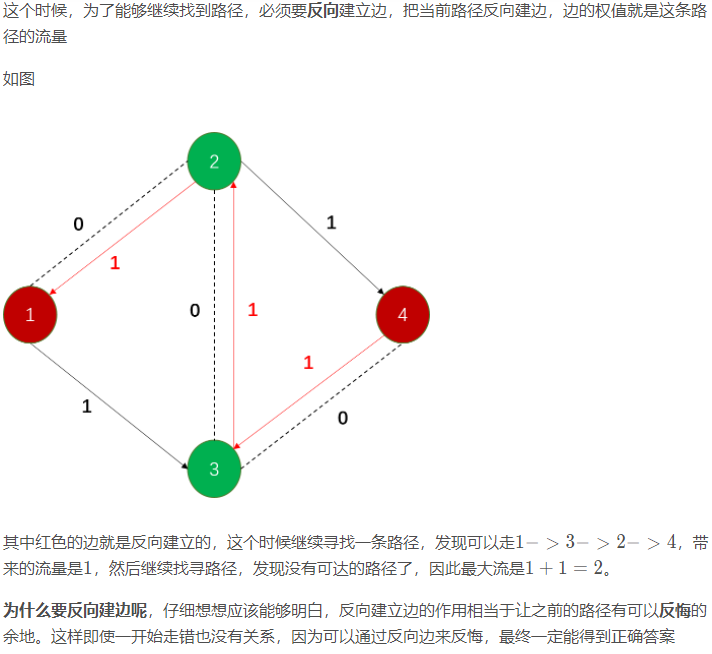 这个时候，为了能够继续找到路径，必须要反向建立边，把当前路径反向建边，边的权值就是这条路
径的流量
如图
2
0
1
1
1
0
1
4
1
1
0
3
其中红色的边就是反向建立的，这个时候继续寻找一条路径，发现可以走1− > 3− > 2− > 4，带
来的流量是1，然后继续找寻路径，发现没有可达的路径了，因此最大流是1 + 1 = 2。
为什么要反向建边呢，仔细想想应该能够明白，反向建立边的作用相当于让之前的路径有可以反悔的
余地。这样即使一开始走错也没有关系，因为可以通过反向边来反悔，最终一定能得到正确答案